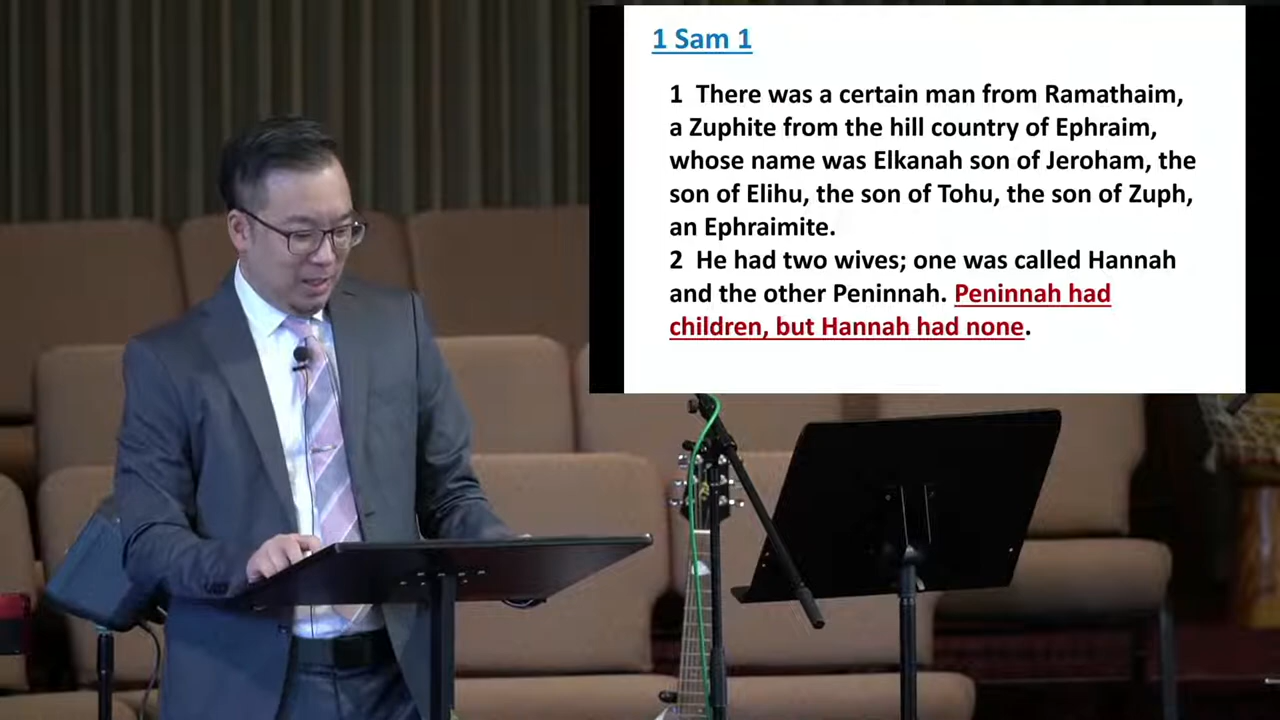 1 Sam 1
1 There was a certain man from Ramathaim,
a Zuphite from the hill country of Ephraim,
whose name was Elkanah son of Jeroham, the
son of Elihu, the son of Tohu, the son of Zuph,
an Ephraimite.
2 He had two wives; one was called Hannah
and the other Peninnah. Peninnah had
children, but Hannah had none.